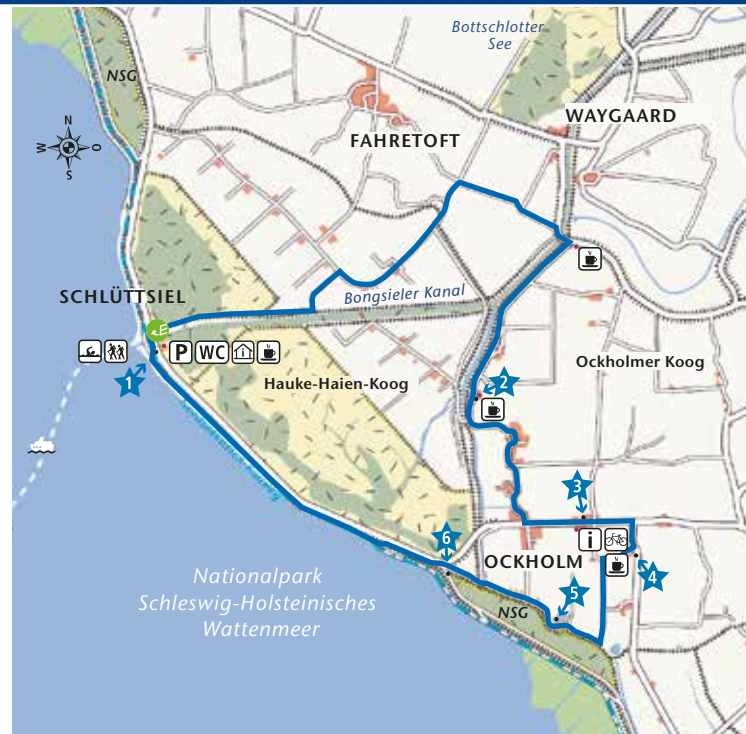 Bottschlotter
See
NSG
WAYGAARD
FAHRETOFT
N
W
O
S
SCHLÜTTSIEL
Bongsieler Kanal
P
WC
Ockholmer Koog
Hauke-Haien-Koog
1
2
3
6
i
OCKHOLM
4
Nationalpark
Schleswig-Holsteinisches
Wattenmeer
NSG
5